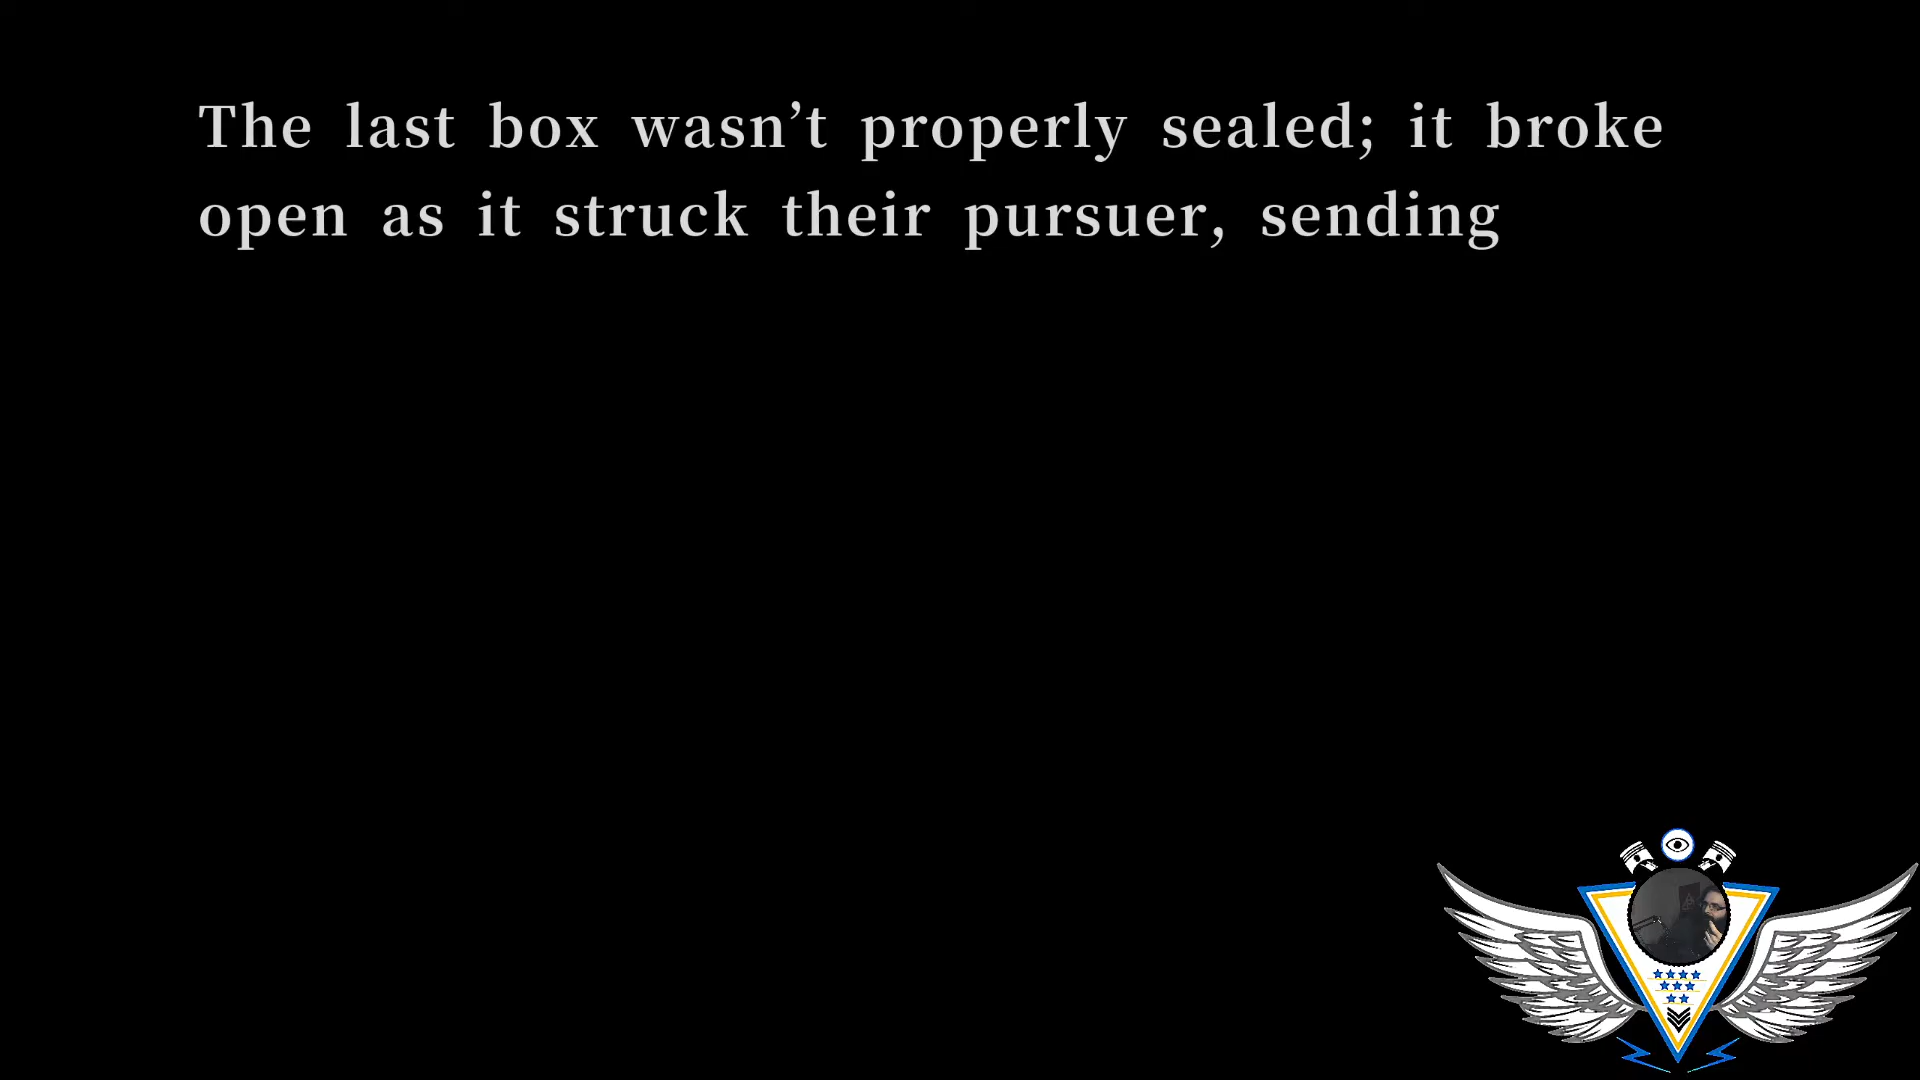 The last box wasn’t properly sealed; it broke
open as it struck their pursuer, sending